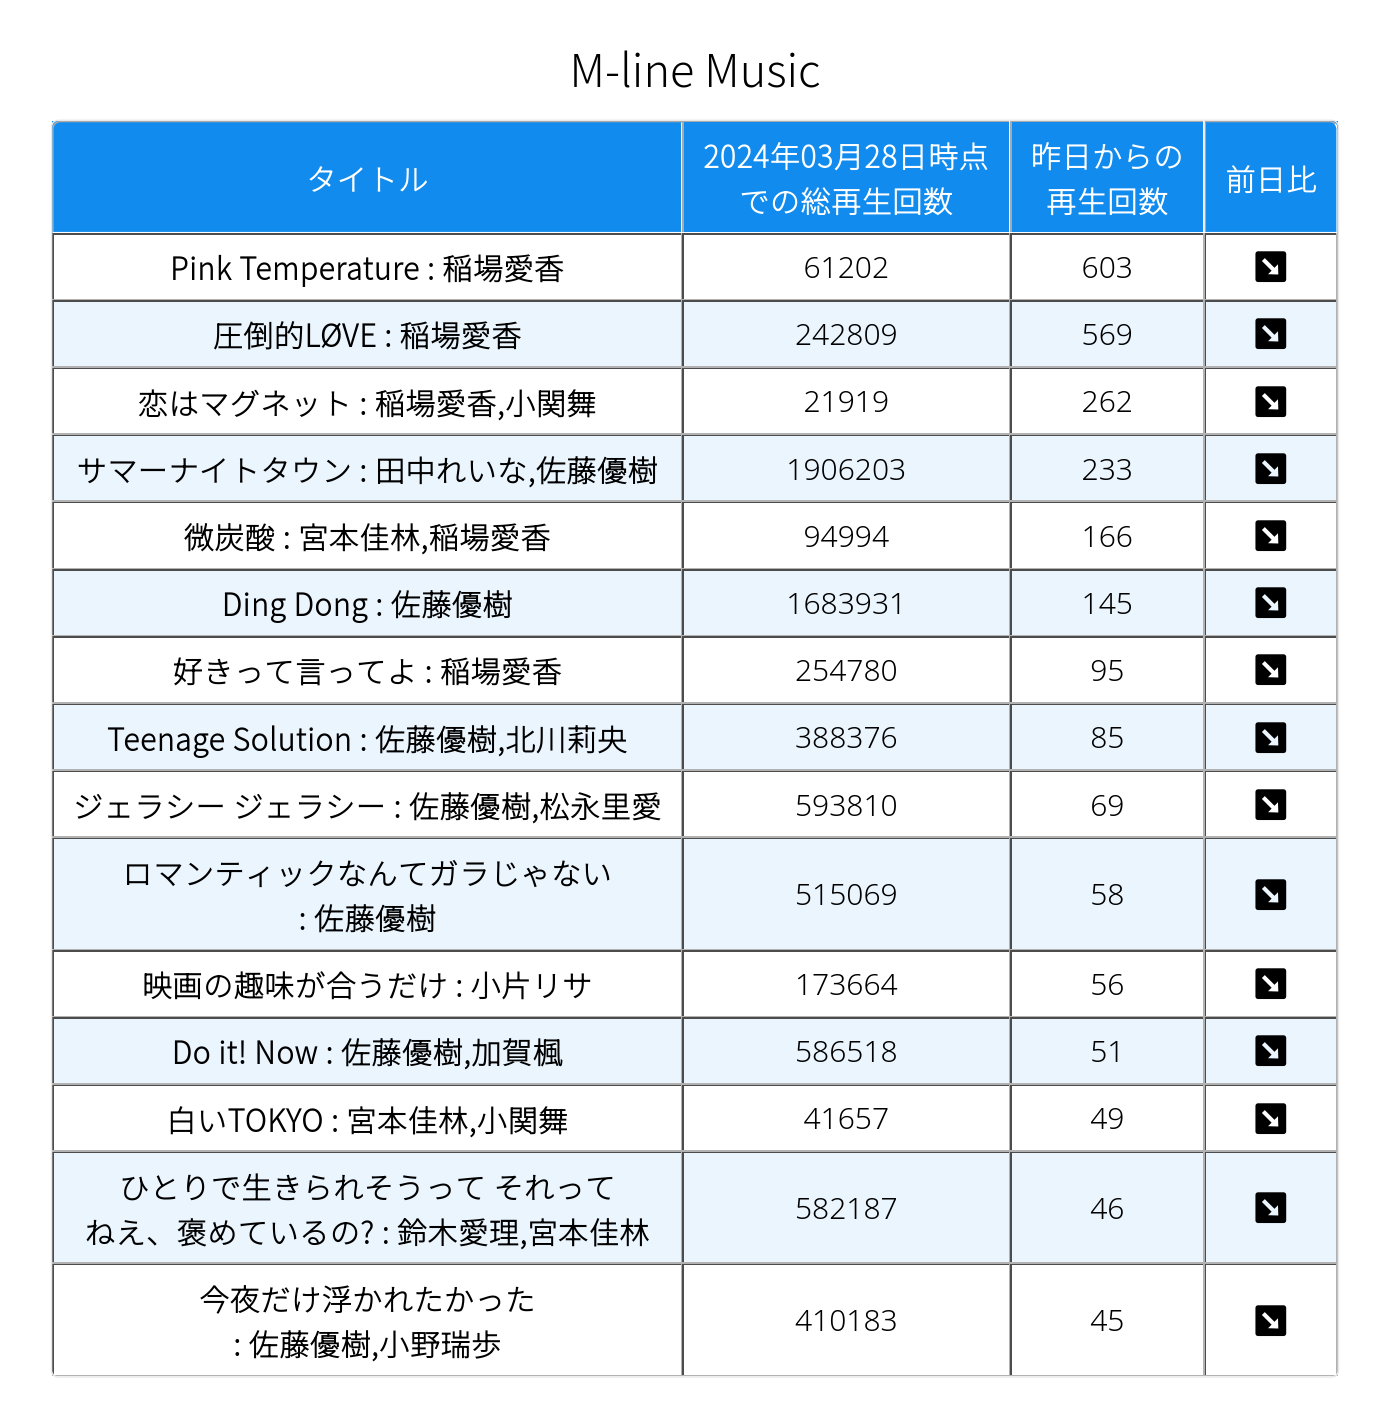 M-line Music
タイトル
2024年03月28日時点
での総再生回数
昨日からの
再生回数
前日比
Pink Temperature : 稲場愛香 61202 603
圧倒的LØVE : 稲場愛香 242809 569
恋はマグネット : 稲場愛香,小関舞 21919 262
サマーナイトタウン : 田中れいな,佐藤優樹 1906203 233
微炭酸 : 宮本佳林,稲場愛香 94994 166
Ding Dong : 佐藤優樹 1683931 145
好きって言ってよ : 稲場愛香 254780 95
Teenage Solution : 佐藤優樹,北川莉央 388376 85
ジェラシー ジェラシー : 佐藤優樹,松永里愛 593810 69
ロマンティックなんてガラじゃない
: 佐藤優樹 515069 58
映画の趣味が合うだけ : 小片リサ 173664 56
Do it! Now : 佐藤優樹,加賀楓 586518 51
白いTOKYO : 宮本佳林,小関舞 41657 49
ひとりで生きられそうって それって
ねえ、褒めているの? : 鈴木愛理,宮本佳林 582187 46
今夜だけ浮かれたかった
: 佐藤優樹,小野瑞歩 410183 45